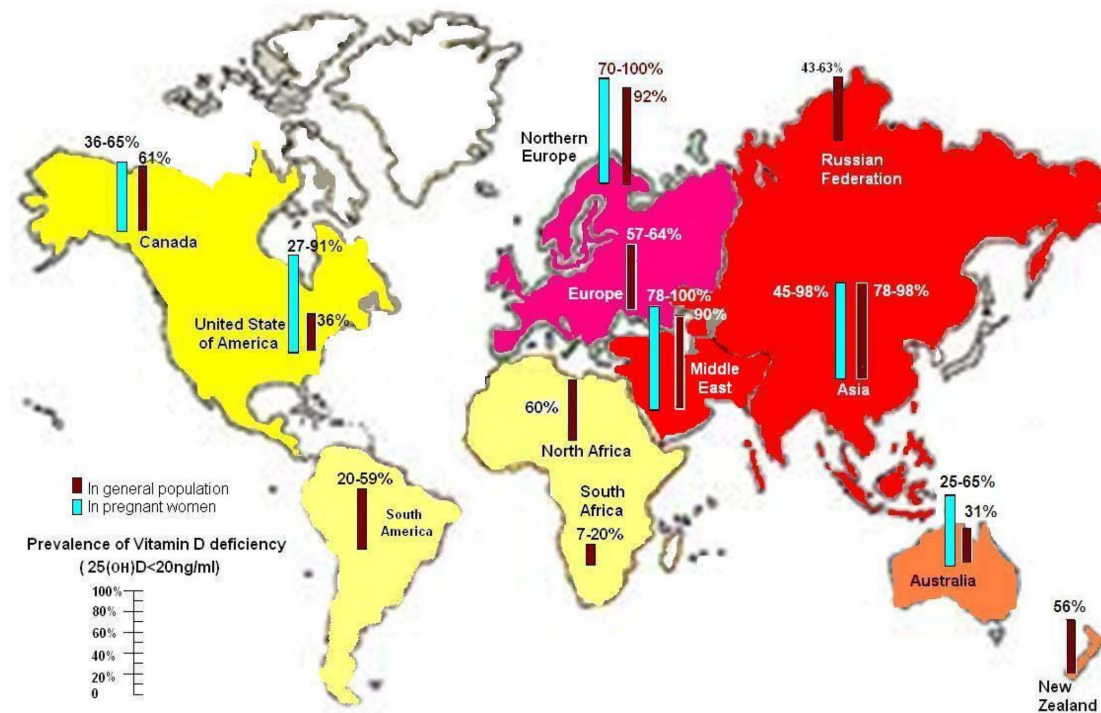 70-100%
92%
Northern
Europe
43-63%
Russian
Federation
36-65%
61%
Canada
27-91%
United State
of America
36%
57-64%
Europe
78-100%
90%
Middle
East
45-98%
78-98%
Asia
60%
North Africa
South
Africa
7-20%
20-59%
South
America
25-65%
31%
Australia
56%
New
Zealand
In general population
In pregnant women
Prevalence of Vitamin D deficiency
( 25(OH)D<20ng/ml)
100%
80%
60%
40%
20%
0